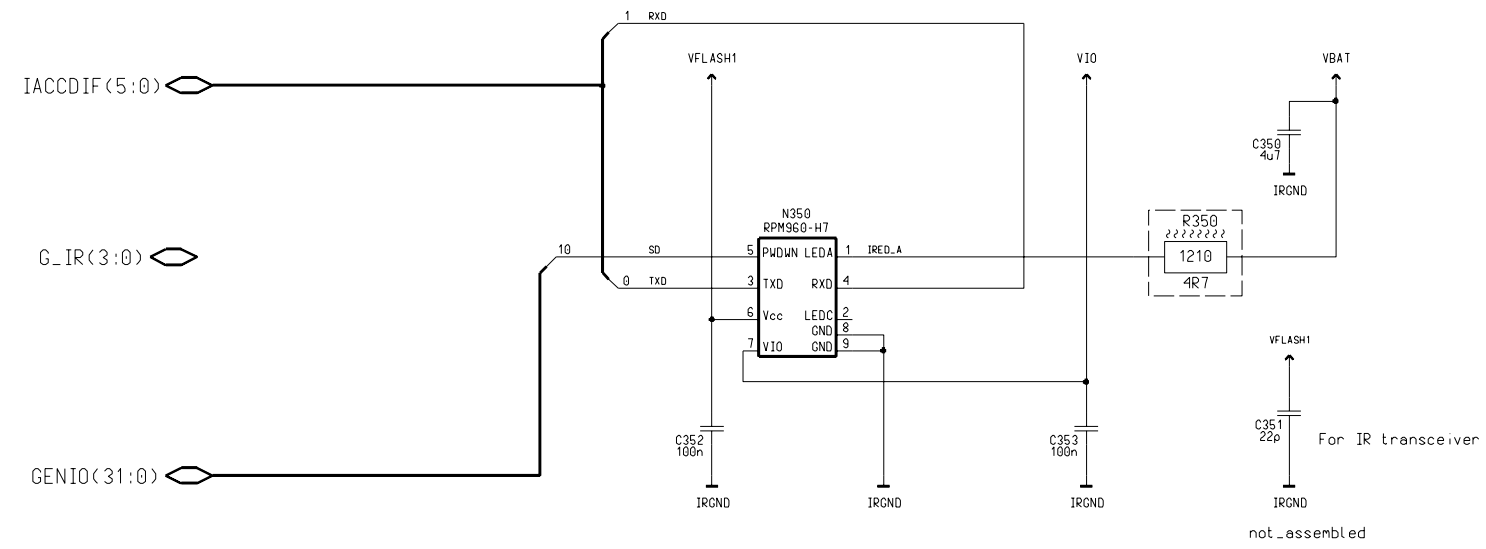 1 RXD
VFLASH1
VIO
VBAT
IACCDIF(5:0)
C350
4u7
IRGND
N350
RPM960-H7
R350
1210
4R7
G_IR(3:0)
10 SD 5 PWDWN LEDA 1 IRED_A
0 TXD 3 TXD RXD 4
6 Vcc LEDC 2
GND 8
7 VIO GND 9
VFLASH1
C351
22p
For IR transceiver
C352
100n
C353
100n
GENIO(31:0)
IRGND
IRGND
IRGND
IRGND
not_assembled